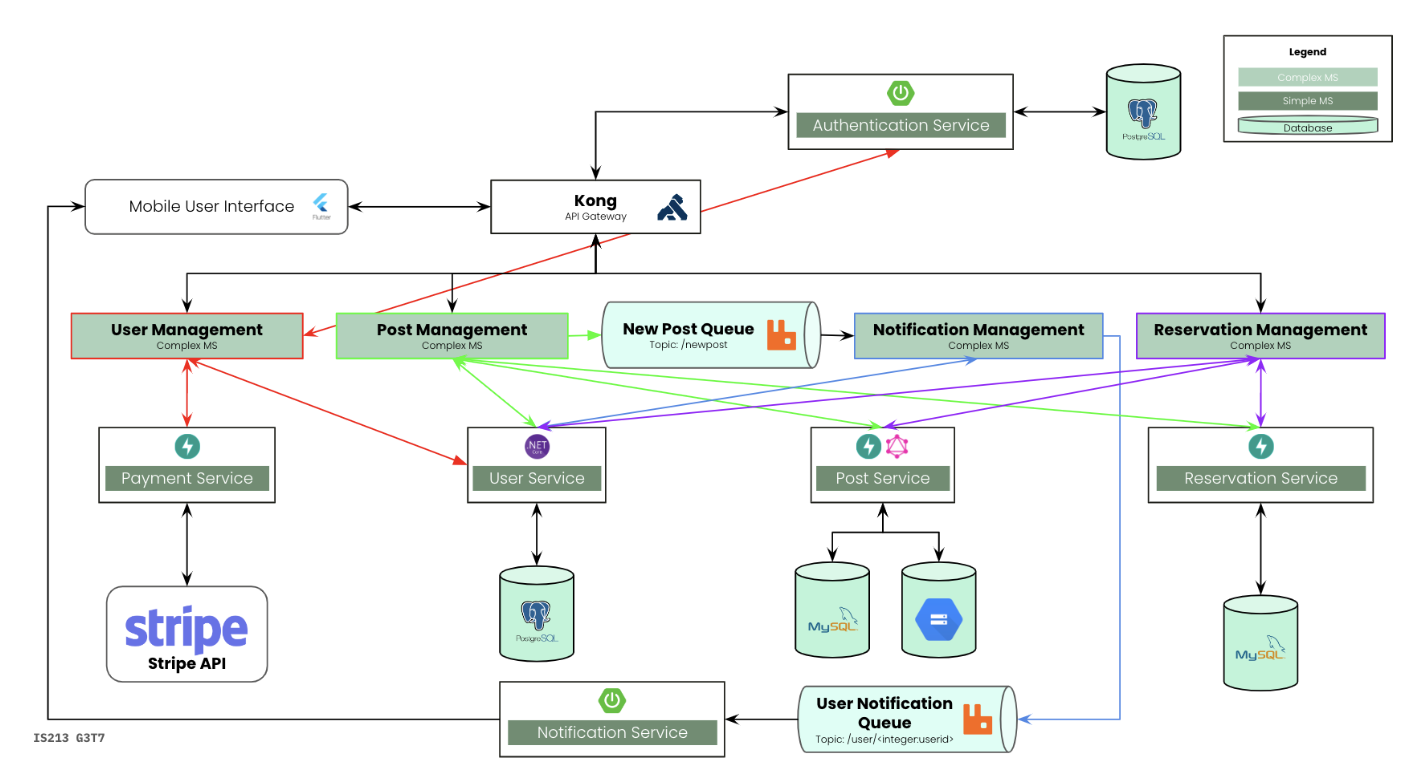 Legend
Complex MS
Simple MS
Database
Authentication Service
PostgreSQL
Mobile User Interface
Flutter
Kong
API Gateway
User Management
Complex MS
Post Management
Complex MS
New Post Queue
Topic: /newpost
Notification Management
Complex MS
Reservation Management
Complex MS
Payment Service
.NET
Core
User Service
Post Service
Reservation Service
stripe
Stripe API
PostgreSQL
MySQL
MySQL
User Notification
Queue
Topic: /user/<integer:userid>
Notification Service
IS213 G3T7